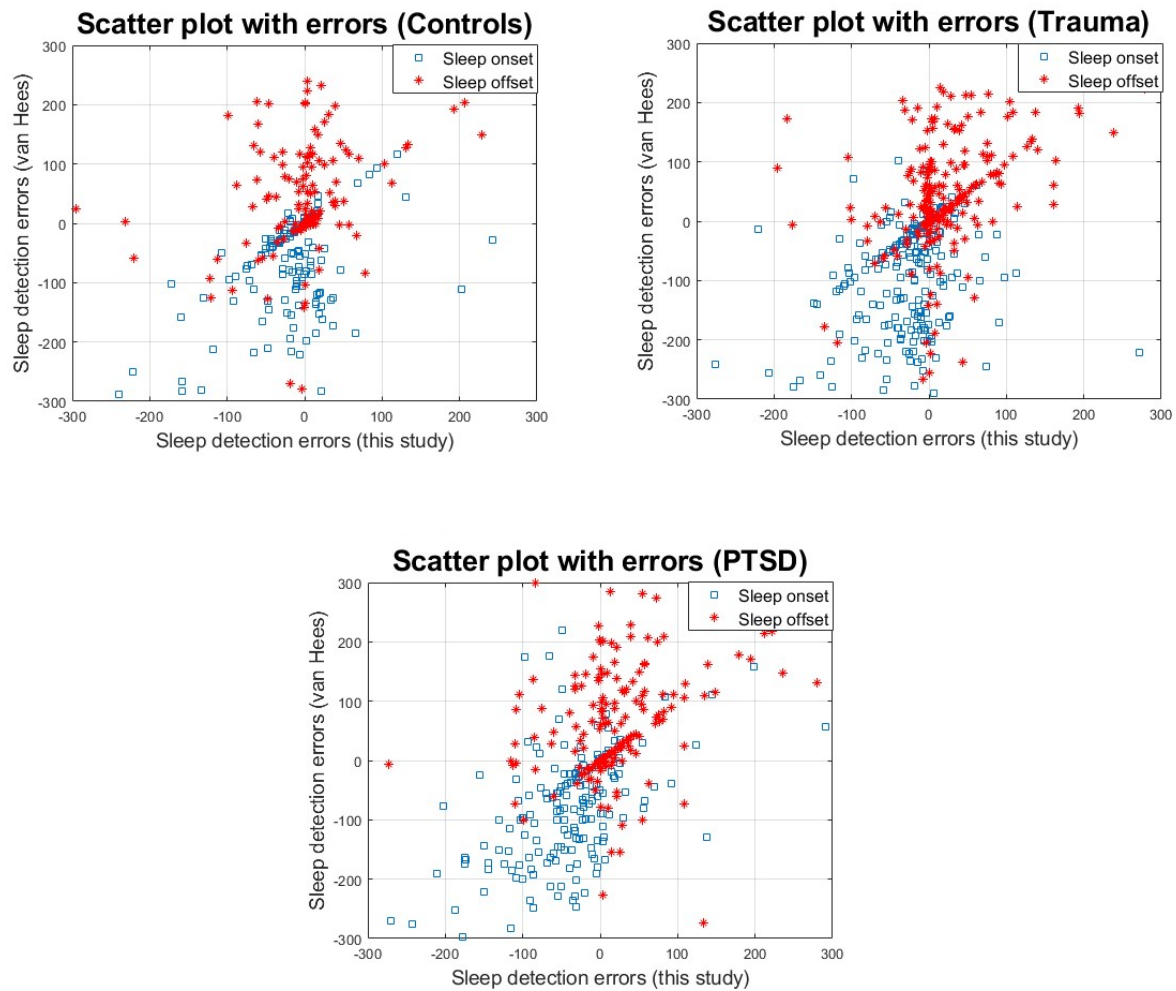 Scatter plot with errors (Controls)
300
200
100
0
-100
-200
-300
-300
-200
-100
0
100
200
300
Sleep detection errors (van Hees)
Sleep detection errors (this study)
Sleep onset
Sleep offset
Scatter plot with errors (Trauma)
300
200
100
0
-100
-200
-300
-300
-200
-100
0
100
200
300
Sleep detection errors (van Hees)
Sleep detection errors (this study)
Sleep onset
Sleep offset
Scatter plot with errors (PTSD)
300
200
100
0
-100
-200
-300
-300
-200
-100
0
100
200
300
Sleep detection errors (van Hees)
Sleep detection errors (this study)
Sleep onset
Sleep offset